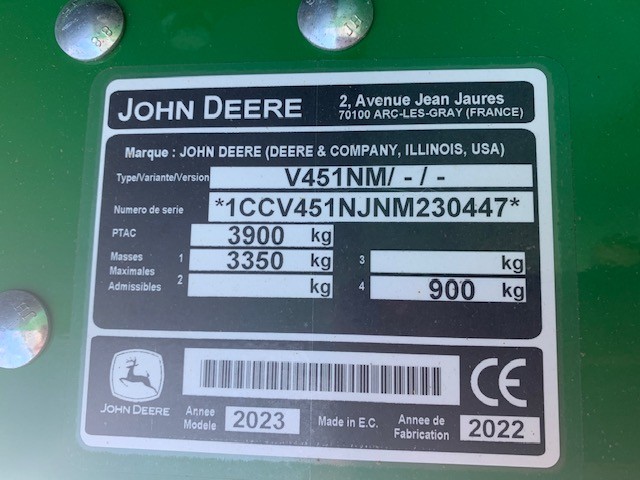 JOHN DEERE
2, Avenue Jean Jaures
70100 ARC-LES-GRAY (FRANCE)
Marque : JOHN DEERE (DEERE & COMPANY, ILLINOIS, USA)
Type/Variante/Version V451NM/ - / -
Numero de serie *1CCV451NJNM230447*
PTAC 3900 kg
Masses Maximales Admissibles
1 3350 kg 3 kg
2 kg 4 900 kg
JOHN DEERE
Annee Modele 2023
Made in E.C.
Annee de Fabrication 2022
CE